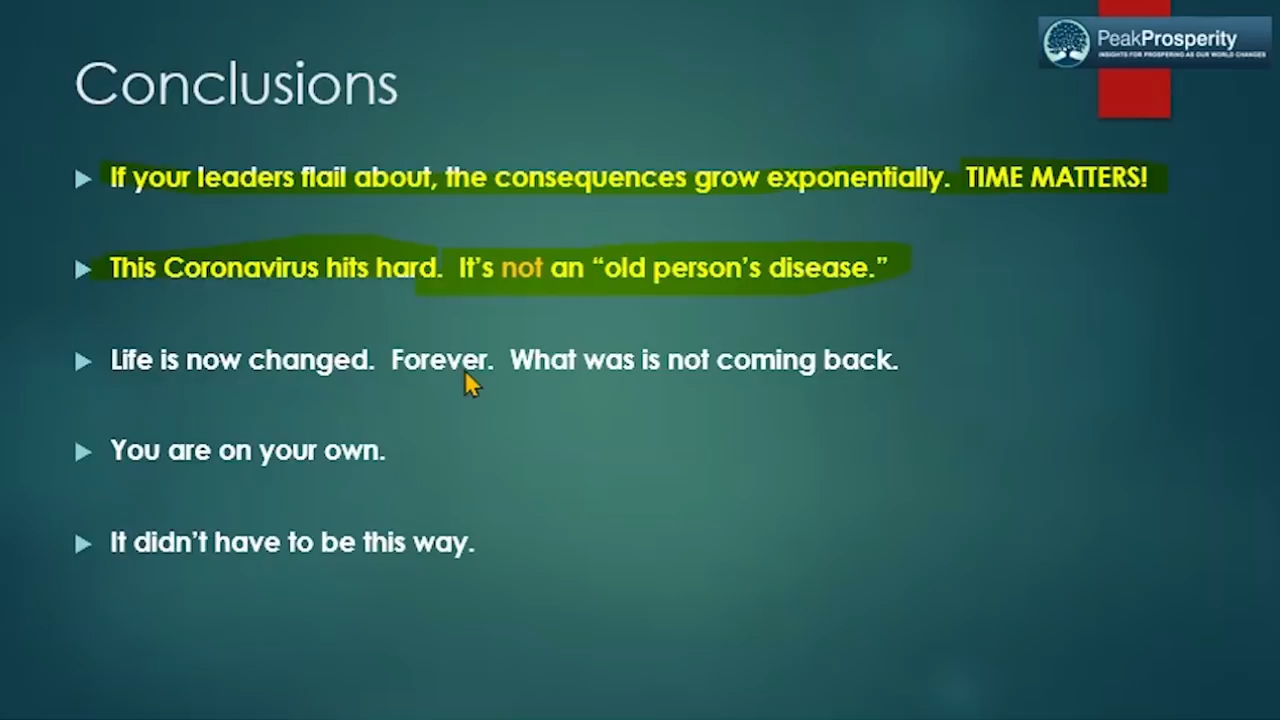 PeakProsperity
INSIGHTS FOR PROSPERING AS OUR WORLD CHANGES
Conclusions
If your leaders flail about, the consequences grow exponentially. TIME MATTERS!
This Coronavirus hits hard. It's not an “old person's disease.”
Life is now changed. Forever. What was is not coming back.
You are on your own.
It didn't have to be this way.